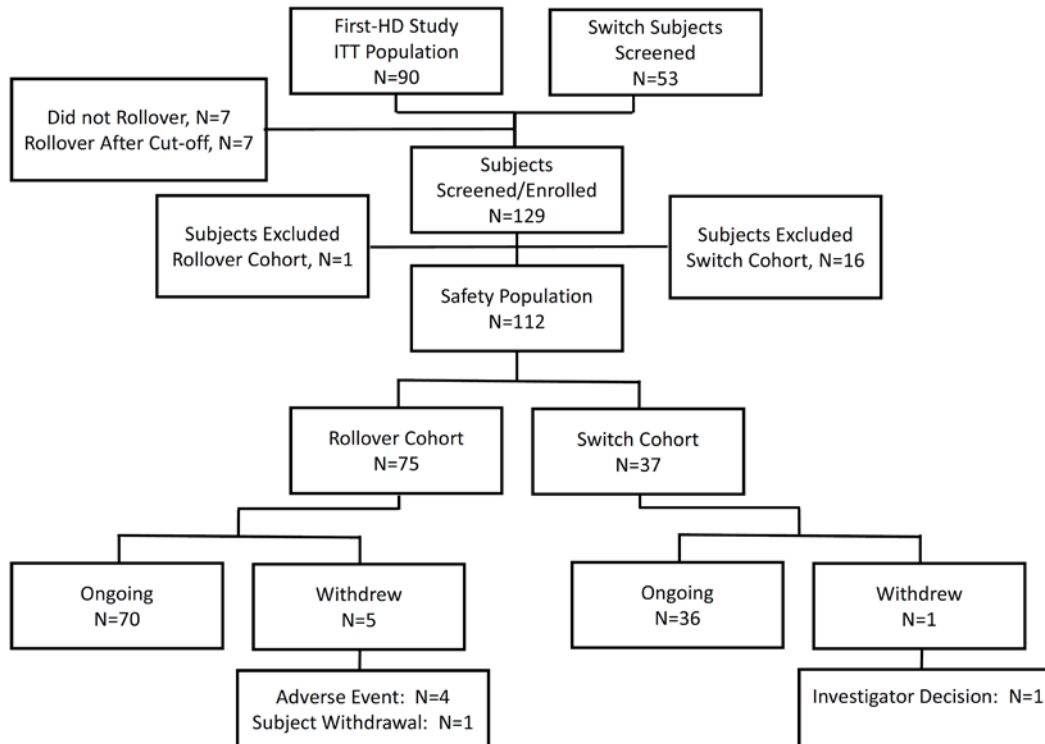 First-HD Study
ITT Population
N=90
Switch Subjects
Screened
N=53
Did not Rollover, N=7
Rollover After Cut-off, N=7
Subjects
Screened/Enrolled
N=129
Subjects Excluded
Rollover Cohort, N=1
Subjects Excluded
Switch Cohort, N=16
Safety Population
N=112
Rollover Cohort
N=75
Switch Cohort
N=37
Ongoing
N=70
Withdrew
N=5
Ongoing
N=36
Withdrew
N=1
Adverse Event: N=4
Subject Withdrawal: N=1
Investigator Decision: N=1